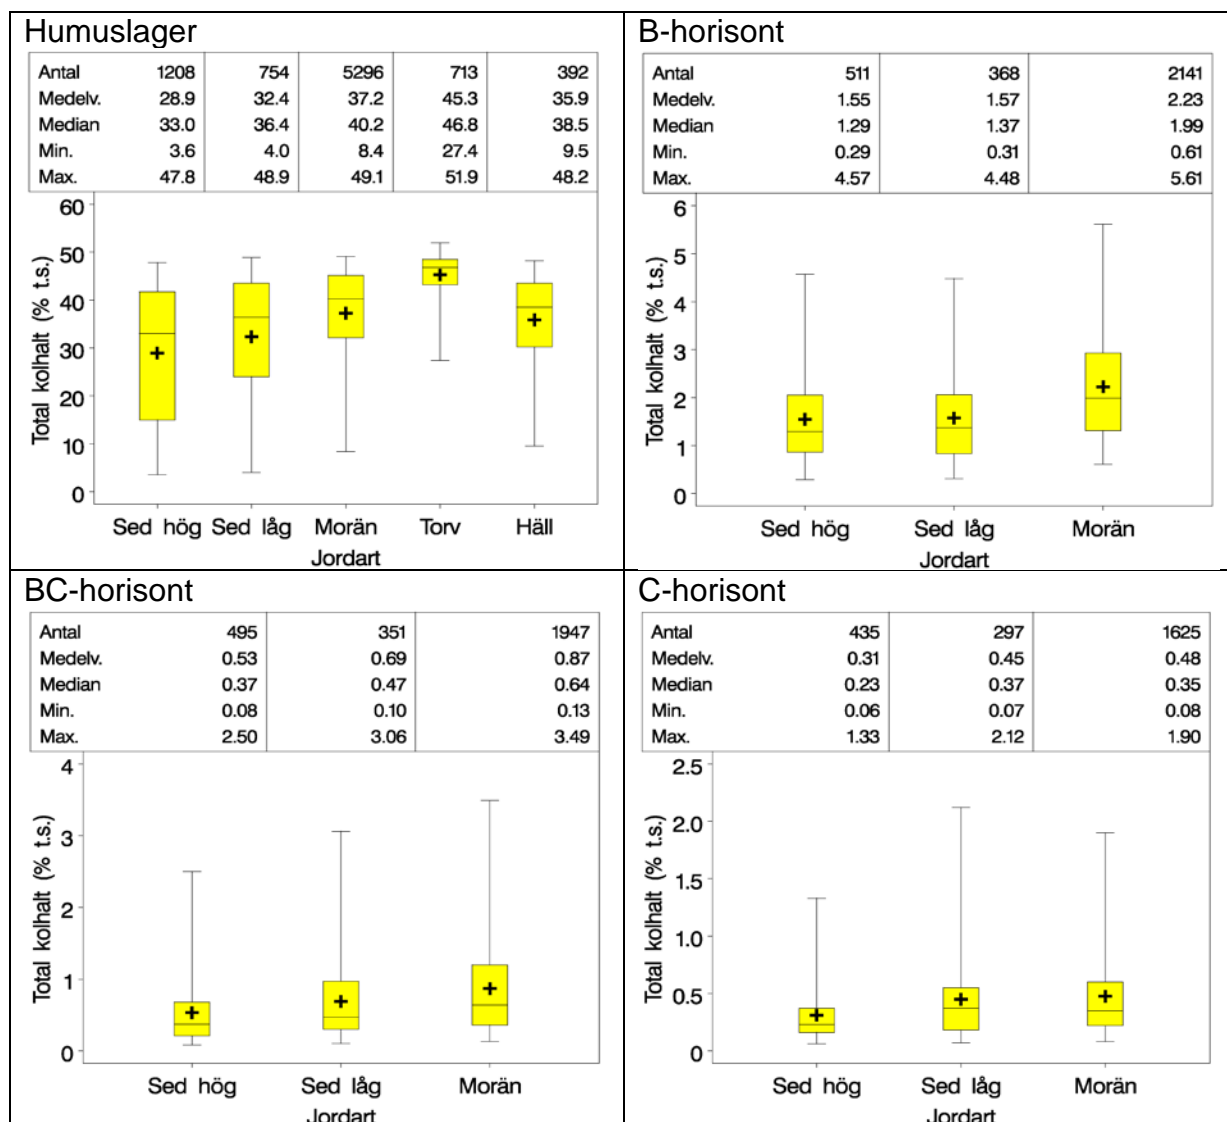 Humuslager
Antal 1208 754 5296 713 392
Medelv. 28.9 32.4 37.2 45.3 35.9
Median 33.0 36.4 40.2 46.8 38.5
Min. 3.6 4.0 8.4 27.4 9.5
Max. 47.8 48.9 49.1 51.9 48.2
Total kolhalt (% t.s.)
60
50
40
30
20
10
0
Sed hög Sed låg Morän Torv Häll
Jordart
B-horisont
Antal 511 368 2141
Medelv. 1.55 1.57 2.23
Median 1.29 1.37 1.99
Min. 0.29 0.31 0.61
Max. 4.57 4.48 5.61
Total kolhalt (% t.s.)
6
5
4
3
2
1
0
Sed hög Sed låg Morän
Jordart
BC-horisont
Antal 495 351 1947
Medelv. 0.53 0.69 0.87
Median 0.37 0.47 0.64
Min. 0.08 0.10 0.13
Max. 2.50 3.06 3.49
Total kolhalt (% t.s.)
4
3
2
1
0
Sed hög Sed låg Morän
Jordart
C-horisont
Antal 435 297 1625
Medelv. 0.31 0.45 0.48
Median 0.23 0.37 0.35
Min. 0.06 0.07 0.08
Max. 1.33 2.12 1.90
Total kolhalt (% t.s.)
2.5
2.0
1.5
1.0
0.5
0
Sed hög Sed låg Morän
Jordart